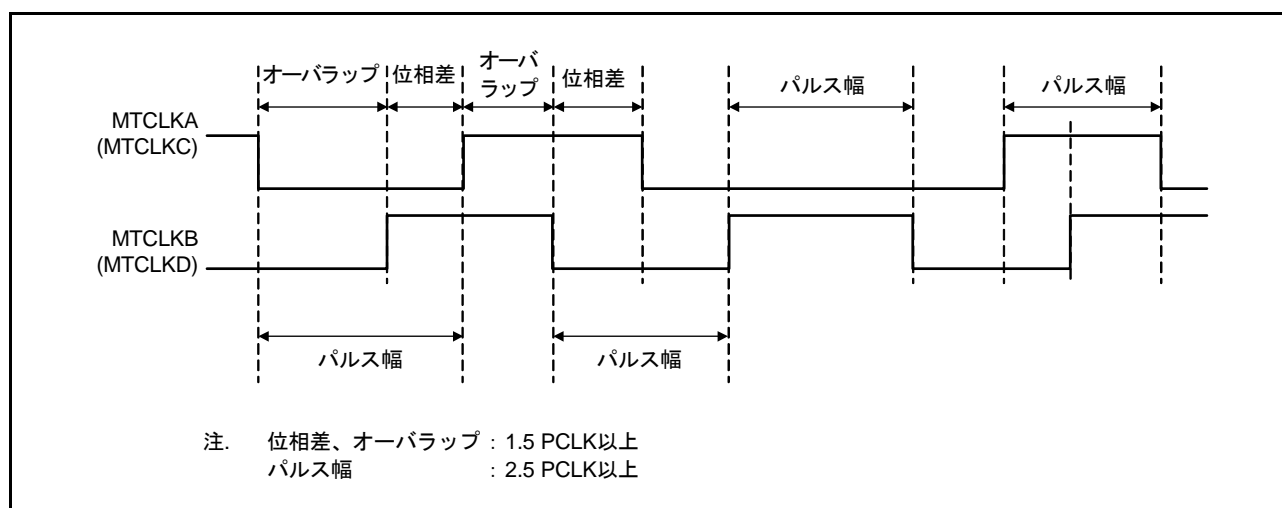 オーバラップ 位相差 オーバ
ラップ 位相差 パルス幅 パルス幅
MTCLKA
(MTCLKC)
MTCLKB
(MTCLKD)
パルス幅 パルス幅
注. 位相差、オーバラップ : 1.5 PCLK以上
パルス幅 : 2.5 PCLK以上